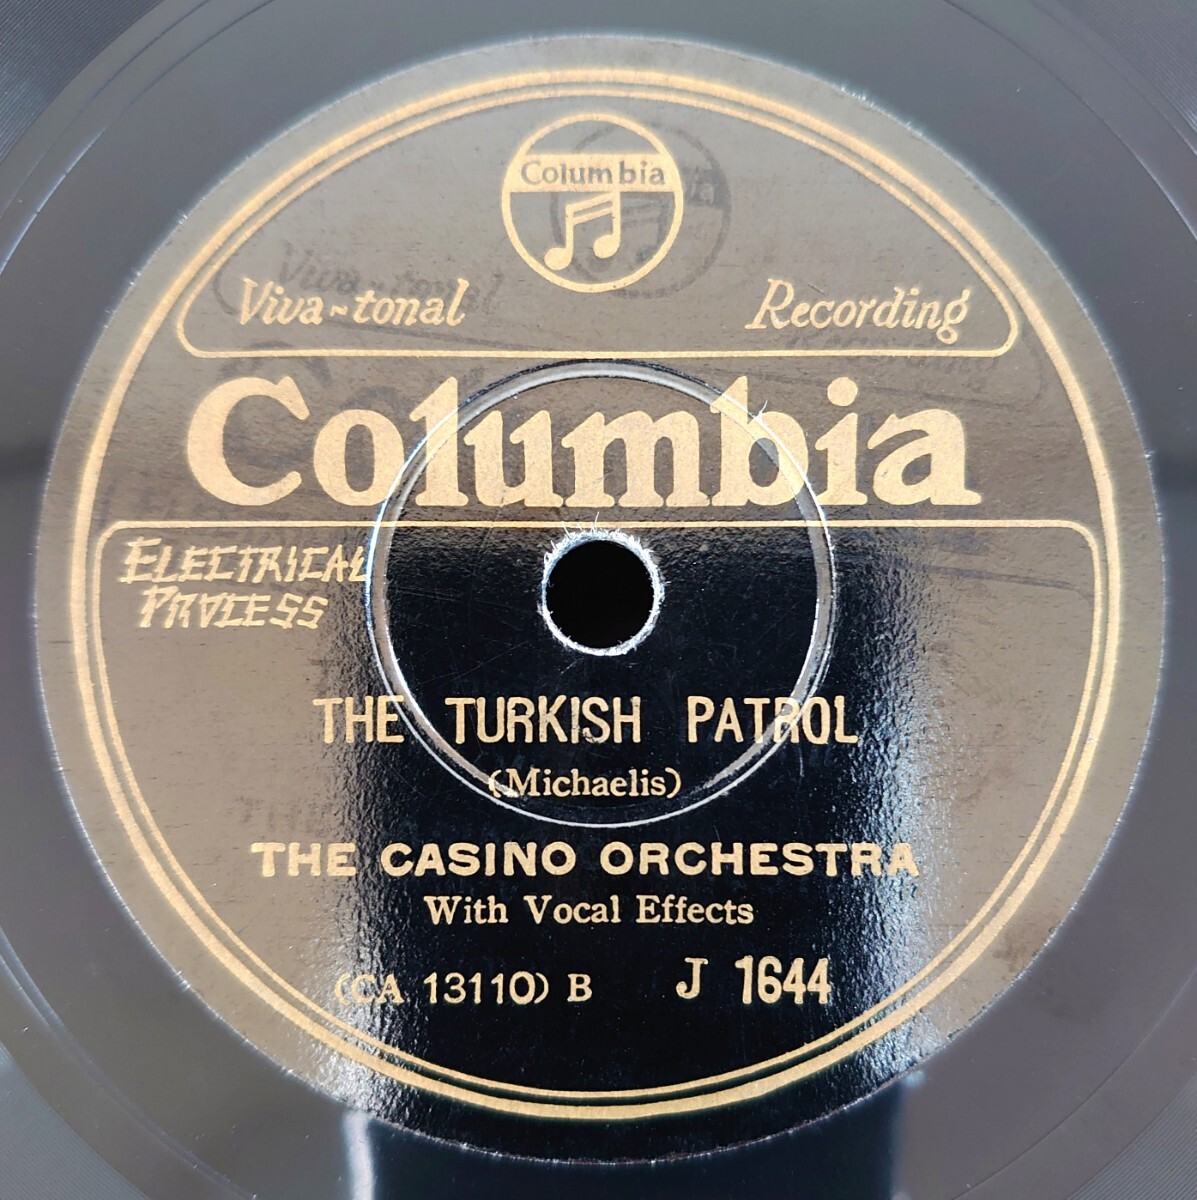 Columbia
Viva~tonal Recording
Columbia
ELECTRICAL
PROCESS
THE TURKISH PATROL
(Michaelis)
THE CASINO ORCHESTRA
With Vocal Effects
(CA 13110) B J 1644